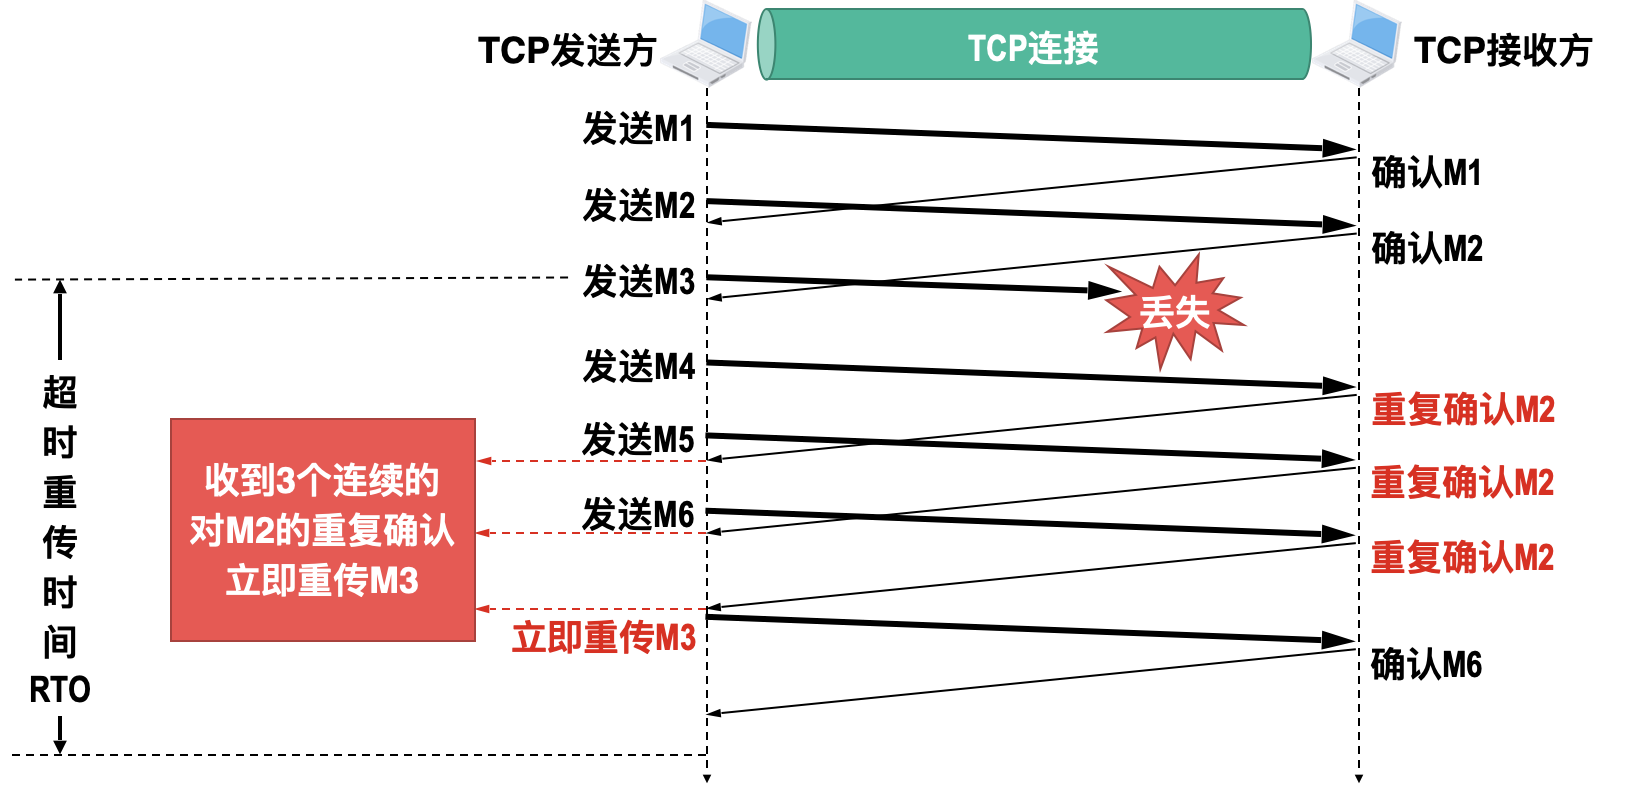 TCP发送方
TCP连接
TCP接收方
发送M1
确认M1
发送M2
确认M2
发送M3
丢失
发送M4
重复确认M2
发送M5
重复确认M2
发送M6
重复确认M2
立即重传M3
确认M6
收到3个连续的
对M2的重复确认
立即重传M3
超
时
重
传
时
间
RTO